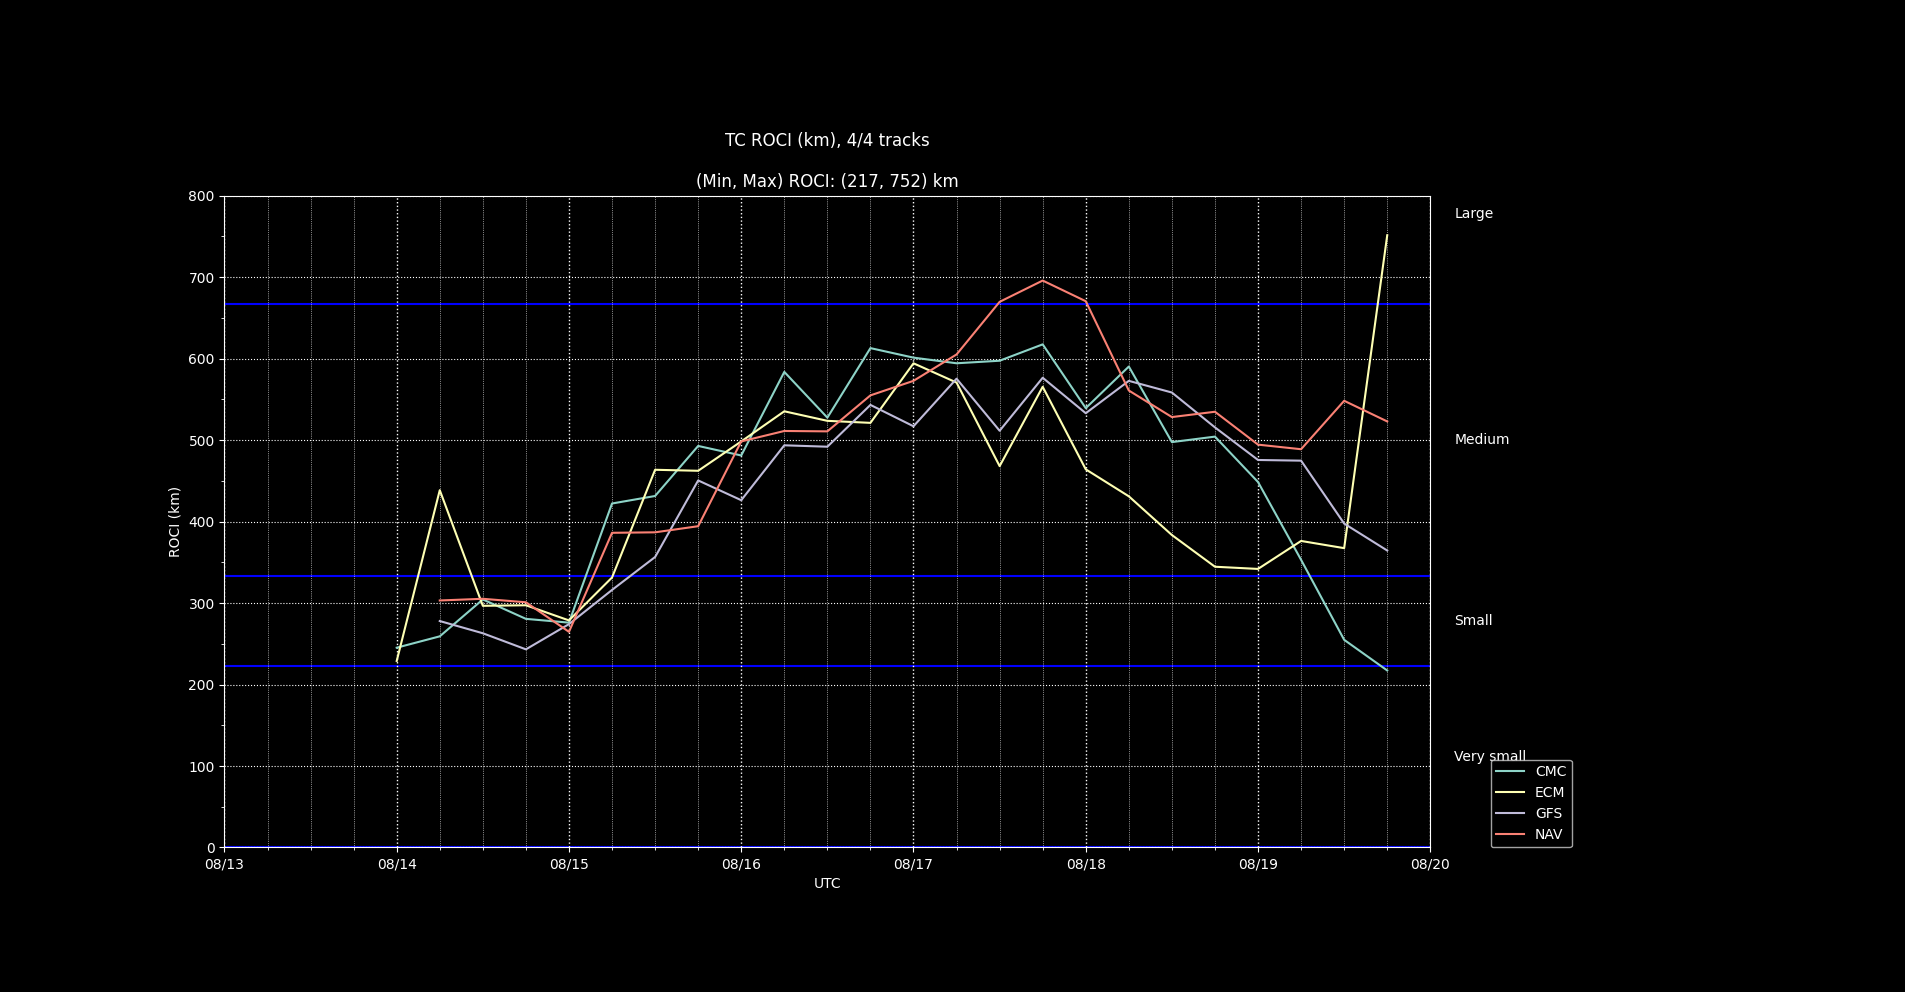 TC ROCI (km), 4/4 tracks
(Min, Max) ROCI: (217, 752) km
800
700
600
500
400
300
200
100
0
ROCI (km)
08/13 08/14 08/15 08/16 08/17 08/18 08/19 08/20
UTC
Large
Medium
Small
Very small
CMC
ECM
GFS
NAV